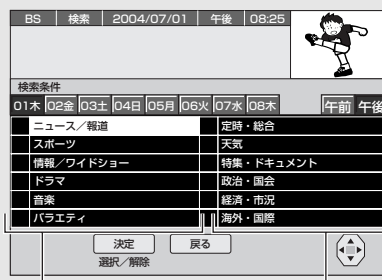 BS 検索 2004/07/01 午後 08:25
検索条件
01木 02金 03土 04日 05月 06火 07水 08木 午前 午後
ニュース／報道 定時・総合
スポーツ 天気
情報／ワイドショー 特集・ドキュメント
ドラマ 政治・国会
音楽 経済・市況
バラエティ 海外・国際
決定 戻る
選択／解除